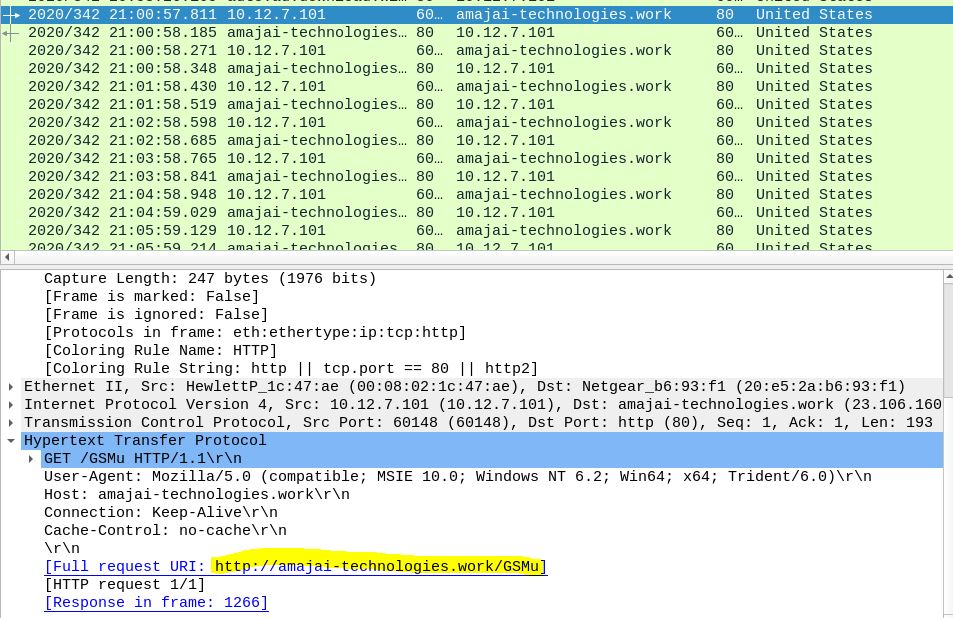 2020/342 21:00:57.811 10.12.7.101 60… amajai-technologies.work 80 United States
2020/342 21:00:58.185 amajai-technologies… 80 10.12.7.101 60… United States
2020/342 21:00:58.271 10.12.7.101 60… amajai-technologies.work 80 United States
2020/342 21:00:58.348 amajai-technologies… 80 10.12.7.101 60… United States
2020/342 21:01:58.430 10.12.7.101 60… amajai-technologies.work 80 United States
2020/342 21:01:58.519 amajai-technologies… 80 10.12.7.101 60… United States
2020/342 21:02:58.598 10.12.7.101 60… amajai-technologies.work 80 United States
2020/342 21:02:58.685 amajai-technologies… 80 10.12.7.101 60… United States
2020/342 21:03:58.765 10.12.7.101 60… amajai-technologies.work 80 United States
2020/342 21:03:58.841 amajai-technologies… 80 10.12.7.101 60… United States
2020/342 21:04:58.948 10.12.7.101 60… amajai-technologies.work 80 United States
2020/342 21:04:59.029 amajai-technologies… 80 10.12.7.101 60… United States
2020/342 21:05:59.129 10.12.7.101 60… amajai-technologies.work 80 United States
2020/342 21:05:59.214 amajai-technologies 80 10.12.7.101 60 United States
Capture Length: 247 bytes (1976 bits)
[Frame is marked: False]
[Frame is ignored: False]
[Protocols in frame: eth:ethertype:ip:tcp:http]
[Coloring Rule Name: HTTP]
[Coloring Rule String: http || tcp.port == 80 || http2]
Ethernet II, Src: HewlettP_1c:47:ae (00:08:02:1c:47:ae), Dst: Netgear_b6:93:f1 (20:e5:2a:b6:93:f1)
Internet Protocol Version 4, Src: 10.12.7.101 (10.12.7.101), Dst: amajai-technologies.work (23.106.160
Transmission Control Protocol, Src Port: 60148 (60148), Dst Port: http (80), Seq: 1, Ack: 1, Len: 193
Hypertext Transfer Protocol
GET /GSMu HTTP/1.1\r\n
User-Agent: Mozilla/5.0 (compatible; MSIE 10.0; Windows NT 6.2; Win64; x64; Trident/6.0)\r\n
Host: amajai-technologies.work\r\n
Connection: Keep-Alive\r\n
Cache-Control: no-cache\r\n
\r\n
[Full request URI: http://amajai-technologies.work/GSMu]
[HTTP request 1/1]
[Response in frame: 1266]